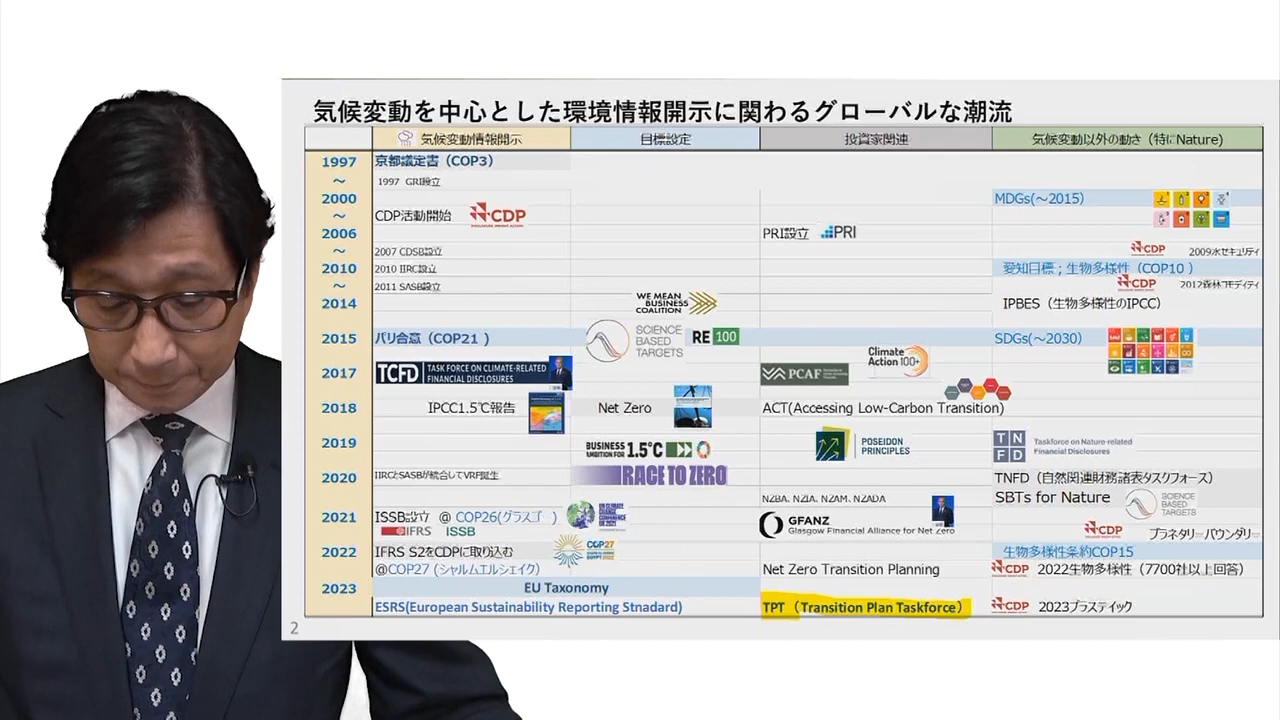 気候変動を中心とした環境情報開示に関わるグローバルな潮流
気候変動情報開示 目標設定 投資家関連 気候変動以外の動き（特にNature)
1997 京都議定書（COP3）
～ 1997 GRI設立
2000 MDGs(～2015)
～ CDP活動開始 CDP
2006 PRI設立 PRI
～ 2007 CDSB設立 CDP 2009水セキュリティ
2010 2010 IIRC設立 愛知目標；生物多様性（COP10 ）
～ 2011 SASB設立 CDP 2012森林コモディティ
2014 WE MEAN BUSINESS COALITION IPBES（生物多様性のIPCC）
2015 パリ合意（COP21 ） SCIENCE BASED TARGETS RE 100 SDGs(～2030)
2017 TCFD TASK FORCE ON CLIMATE-RELATED FINANCIAL DISCLOSURES PCAF Climate Action 100+
2018 IPCC1.5℃報告 Net Zero ACT(Accessing Low-Carbon Transition)
2019 BUSINESS AMBITION FOR 1.5°C POSEIDON PRINCIPLES TNFD Taskforce on Nature-related Financial Disclosures
2020 IIRCとSASBが統合してVRF誕生 RACE TO ZERO TNFD（自然関連財務諸表タスクフォース）
NZBA, NZIA, NZAM, NZADA SBTs for Nature SCIENCE BASED TARGETS
2021 ISSB設立 @ COP26(グラスゴー) UN CLIMATE CHANGE CONFERENCE UK 2021 GFANZ Glasgow Financial Alliance for Net Zero
IFRS ISSB CDP プラネタリーバウンダリー
2022 IFRS S2をCDPに取り込む COP27 生物多様性条約COP15
@COP27 (シャルムエルシェイク) Net Zero Transition Planning CDP 2022生物多様性（7700社以上回答）
2023 EU Taxonomy
ESRS(European Sustainability Reporting Stnadard) TPT （Transition Plan Taskforce） CDP 2023プラスティック
2